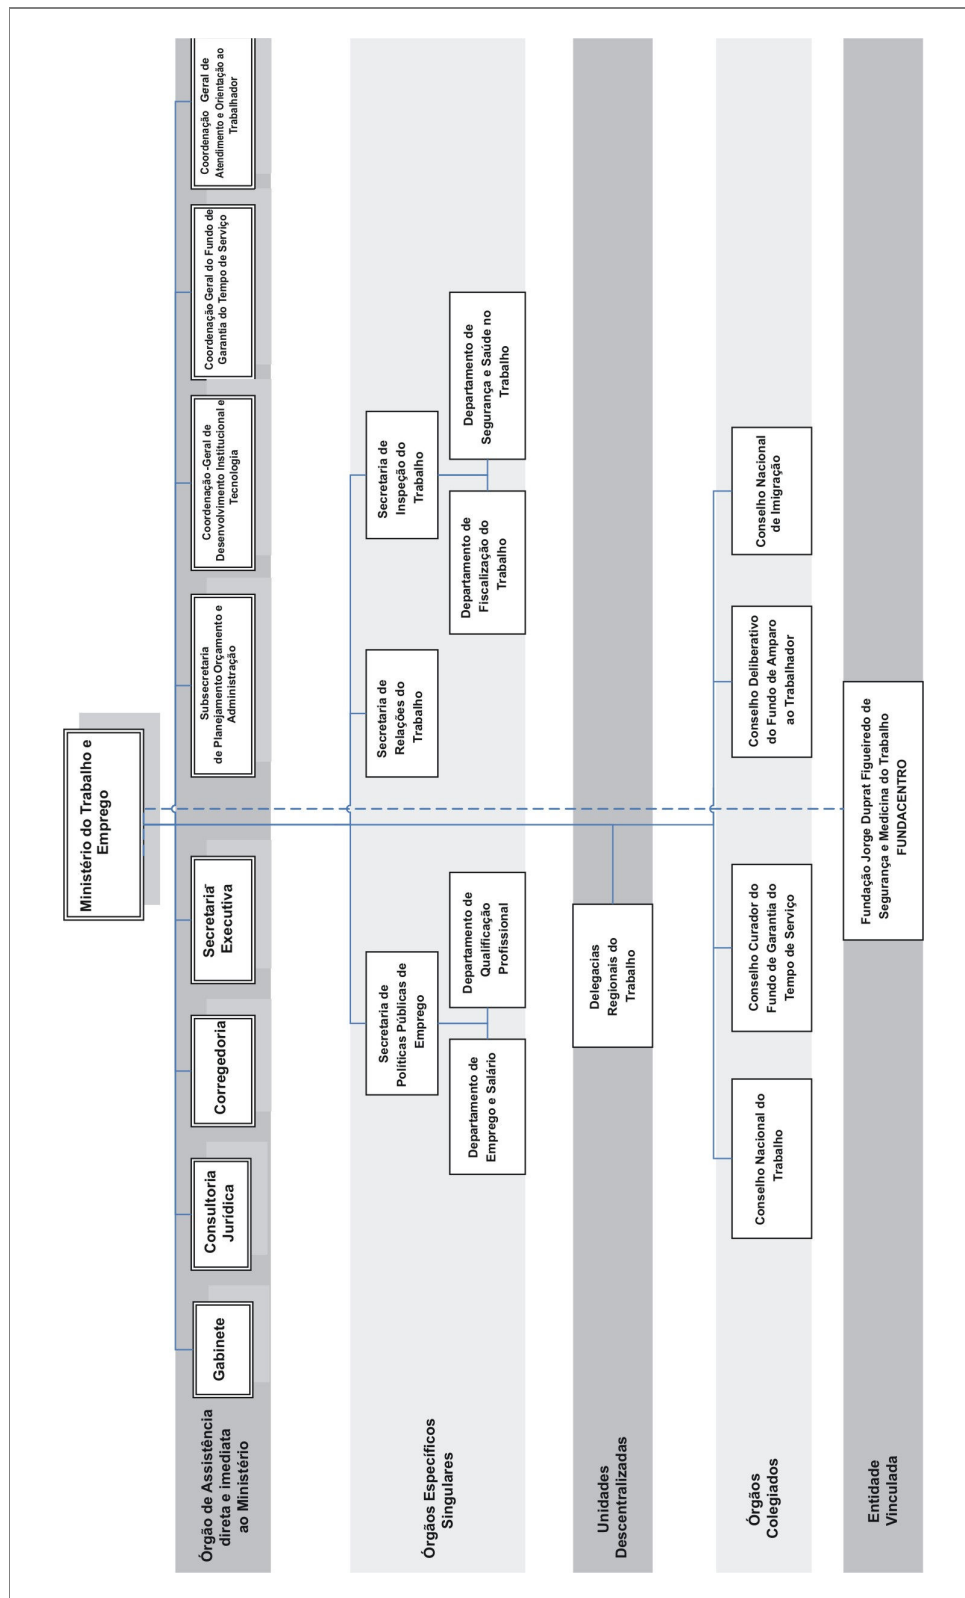 Ministério do Trabalho e
Emprego
Órgão de Assistência
direta e imediata
ao Ministério
Gabinete
Consultoria
Jurídica
Corregedoria
Secretaria
Executiva
Subsecretaria
de Planejamento Orçamento e
Administração
Coordenação -Geral de
Desenvolvimento Institucional e
Tecnologia
Coordenação Geral do Fundo de
Garantia do Tempo de Serviço
Coordenação Geral de
Atendimento e Orientação ao
Trabalhador
Órgãos Específicos
Singulares
Secretaria de
Políticas Públicas de
Emprego
Departamento de
Emprego e Salário
Departamento de
Qualificação
Profissional
Secretaria de
Relações do
Trabalho
Secretaria de
Inspeção do
Trabalho
Departamento de
Fiscalização do
Trabalho
Departamento de
Segurança e Saúde no
Trabalho
Unidades
Descentralizadas
Delegacias
Regionais do
Trabalho
Órgãos
Colegiados
Conselho Nacional do
Trabalho
Conselho Curador do
Fundo de Garantia do
Tempo de Serviço
Conselho Deliberativo
do Fundo de Amparo
ao Trabalhador
Conselho Nacional
de Imigração
Entidade
Vinculada
Fundação Jorge Duprat Figueiredo de
Segurança e Medicina do Trabalho
FUNDACENTRO